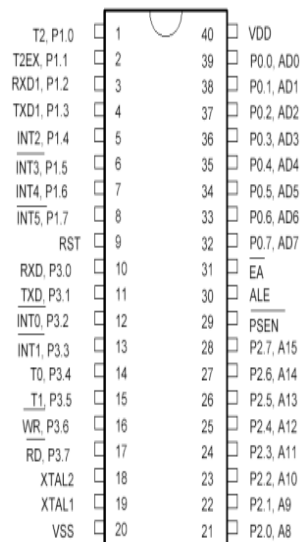 T2, P1.0 1 40 VDD
T2EX, P1.1 2 39 P0.0, AD0
RXD1, P1.2 3 38 P0.1, AD1
TXD1, P1.3 4 37 P0.2, AD2
INT2, P1.4 5 36 P0.3, AD3
INT3, P1.5 6 35 P0.4, AD4
INT4, P1.6 7 34 P0.5, AD5
INT5, P1.7 8 33 P0.6, AD6
RST 9 32 P0.7, AD7
RXD, P3.0 10 31 EA
TXD, P3.1 11 30 ALE
INT0, P3.2 12 29 PSEN
INT1, P3.3 13 28 P2.7, A15
T0, P3.4 14 27 P2.6, A14
T1, P3.5 15 26 P2.5, A13
WR, P3.6 16 25 P2.4, A12
RD, P3.7 17 24 P2.3, A11
XTAL2 18 23 P2.2, A10
XTAL1 19 22 P2.1, A9
VSS 20 21 P2.0, A8